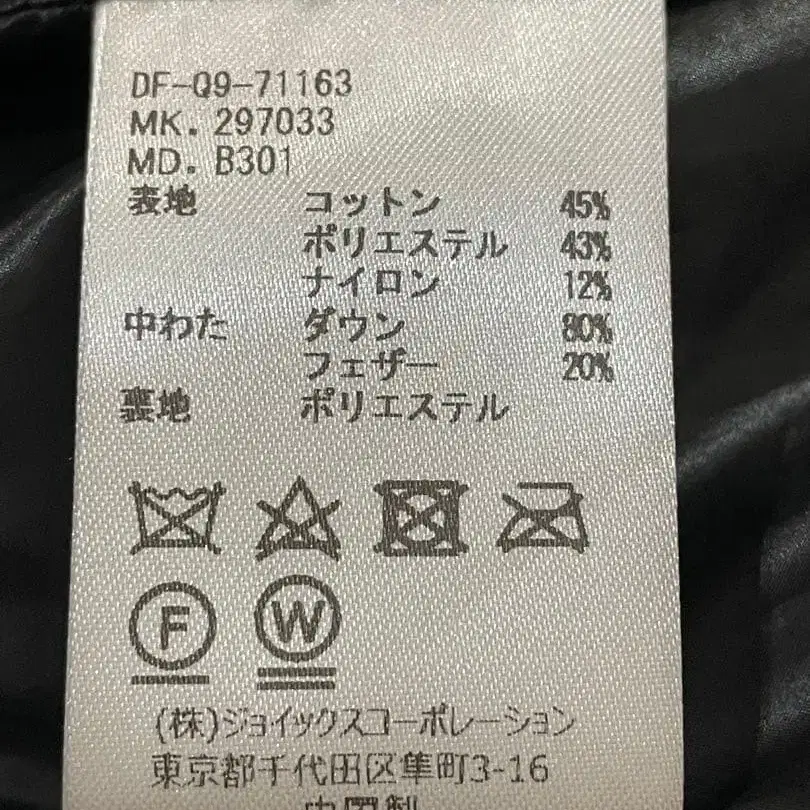 DF-Q9-71163
MK. 297033
MD. B301
表地 コットン 45%
ポリエステル 43%
ナイロン 12%
中わた ダウン 80%
フェザー 20%
裏地 ポリエステル
F W
(株)ジョイックスコーポレーション
東京都千代田区隼町3-16
中国製